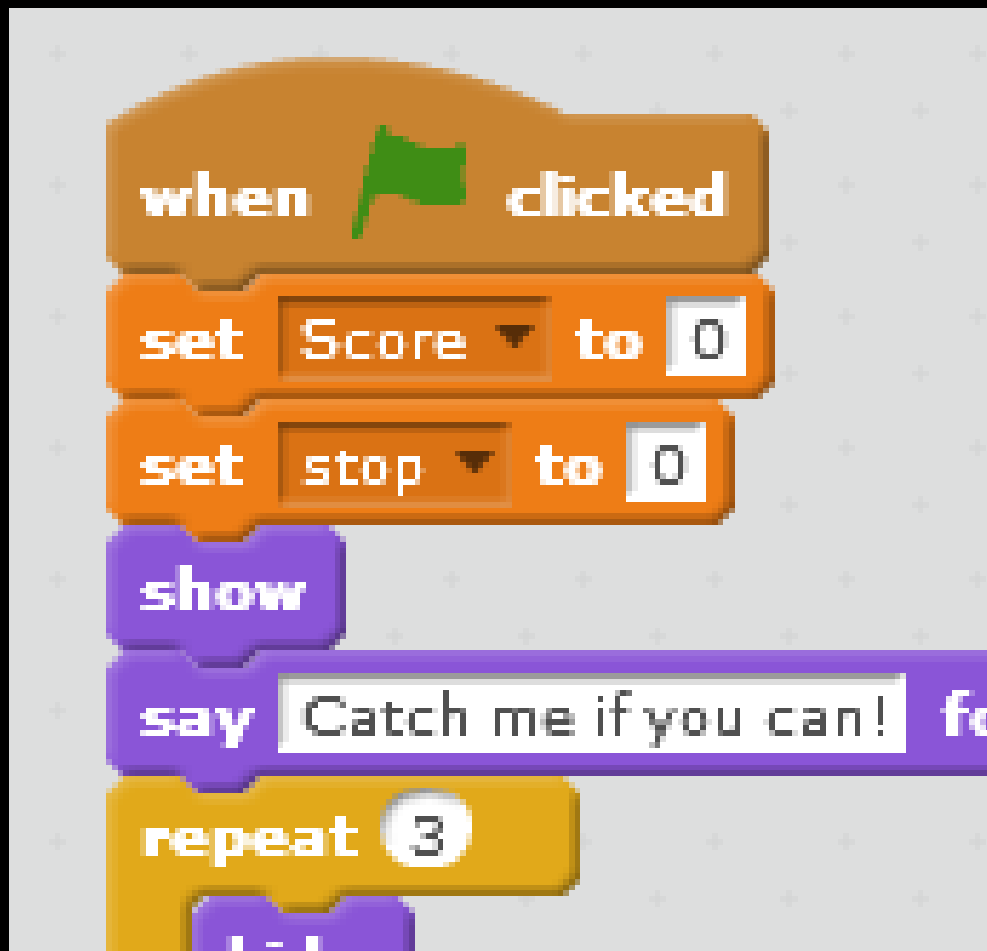 when clicked
set Score to 0
set stop to 0
show
say Catch me if you can!
repeat 3